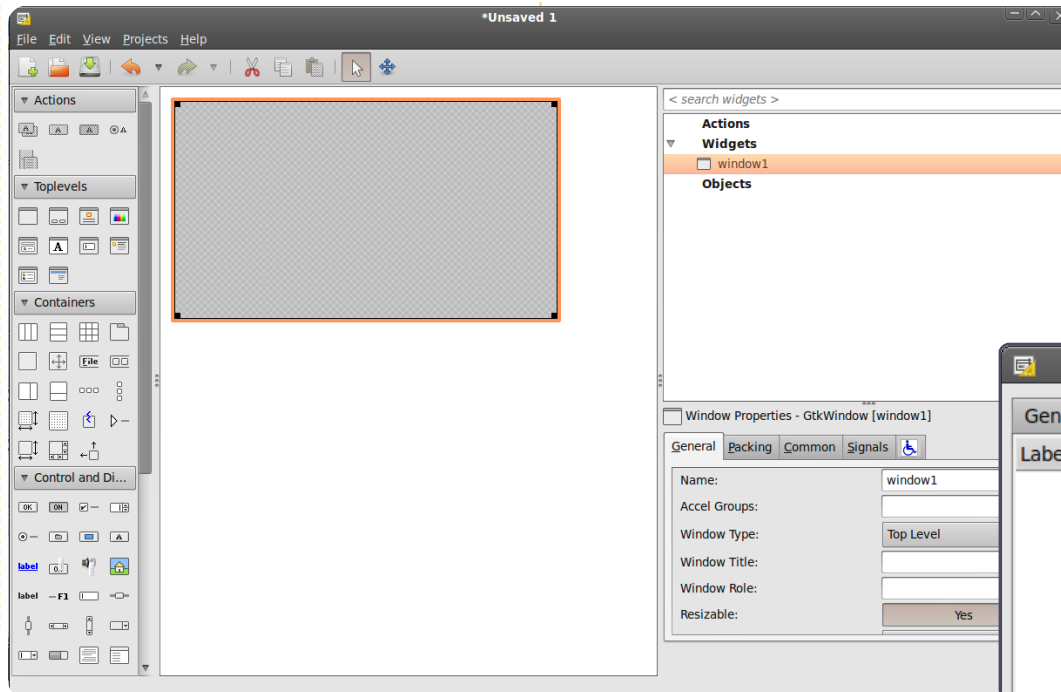 *Unsaved 1
File Edit View Projects Help
Actions
Toplevels
A
Containers
File
Control and Di...
OK ON
A
label
label F1
< search widgets >
Actions
Widgets
window1
Objects
Window Properties - GtkWindow [window1]
General Packing Common Signals
Name: window1
Accel Groups:
Window Type: Top Level
Window Title:
Window Role:
Resizable: Yes
Gen
Labe